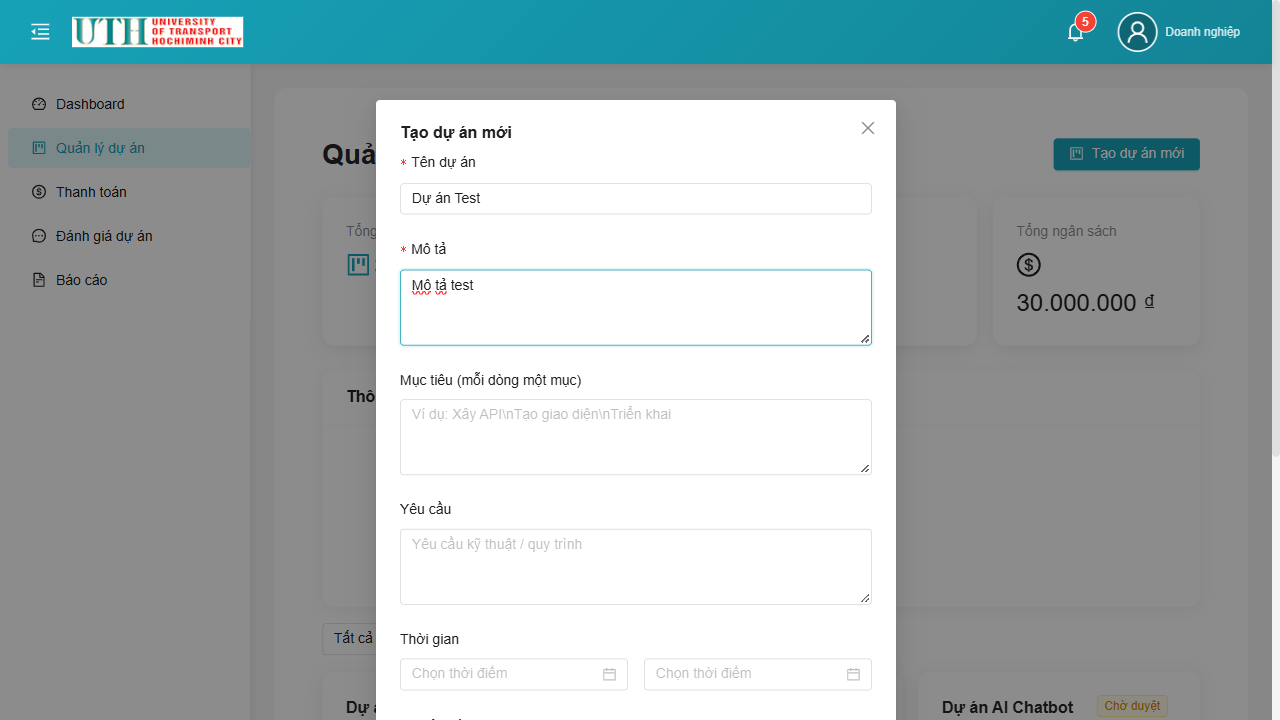 UTH UNIVERSITY
OF TRANSPORT
HOCHIMINH CITY
5
Doanh nghiệp
Dashboard
Quản lý dự án
Thanh toán
Đánh giá dự án
Báo cáo
Tạo dự án mới
Tạo dự án mới
* Tên dự án
Dự án Test
* Mô tả
Mô tả test
Mục tiêu (mỗi dòng một mục)
Ví dụ: Xây API\nTạo giao diện\nTriển khai
Yêu cầu
Yêu cầu kỹ thuật / quy trình
Thời gian
Chọn thời điểm
Chọn thời điểm
Tổng ngân sách
30.000.000 ₫
Tất cả
Dự án AI Chatbot
Chờ duyệt